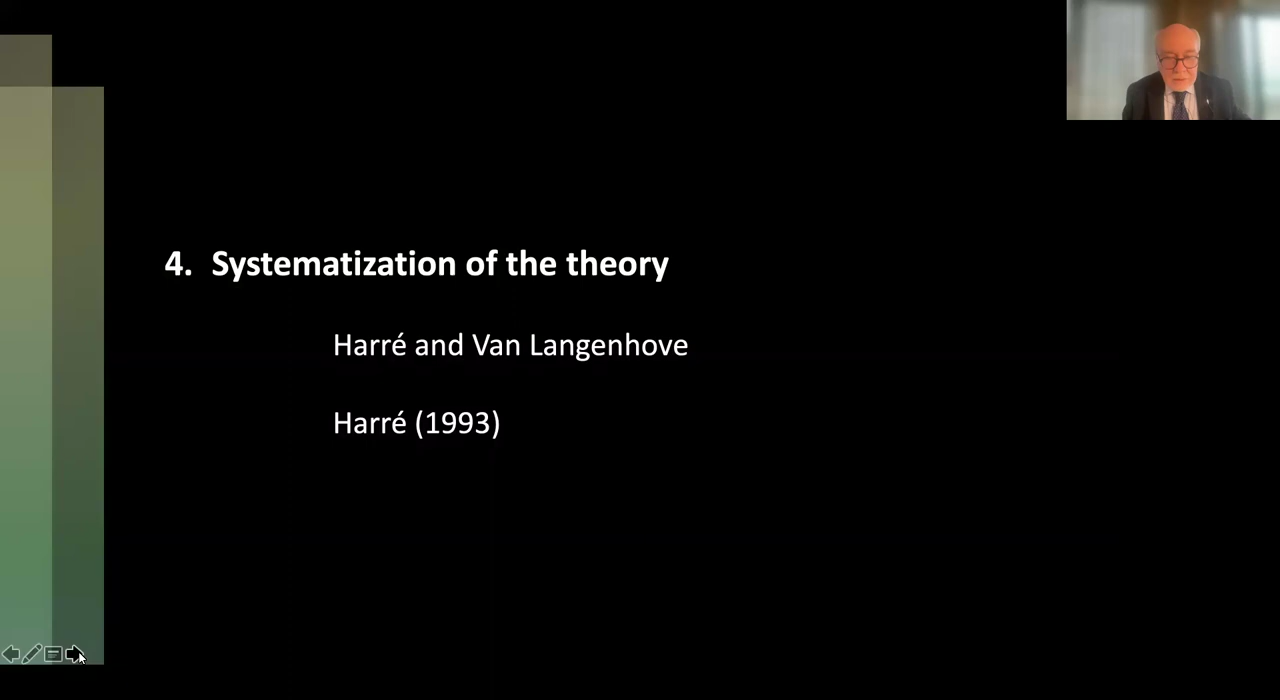 4. Systematization of the theory
Harré and Van Langenhove
Harré (1993)